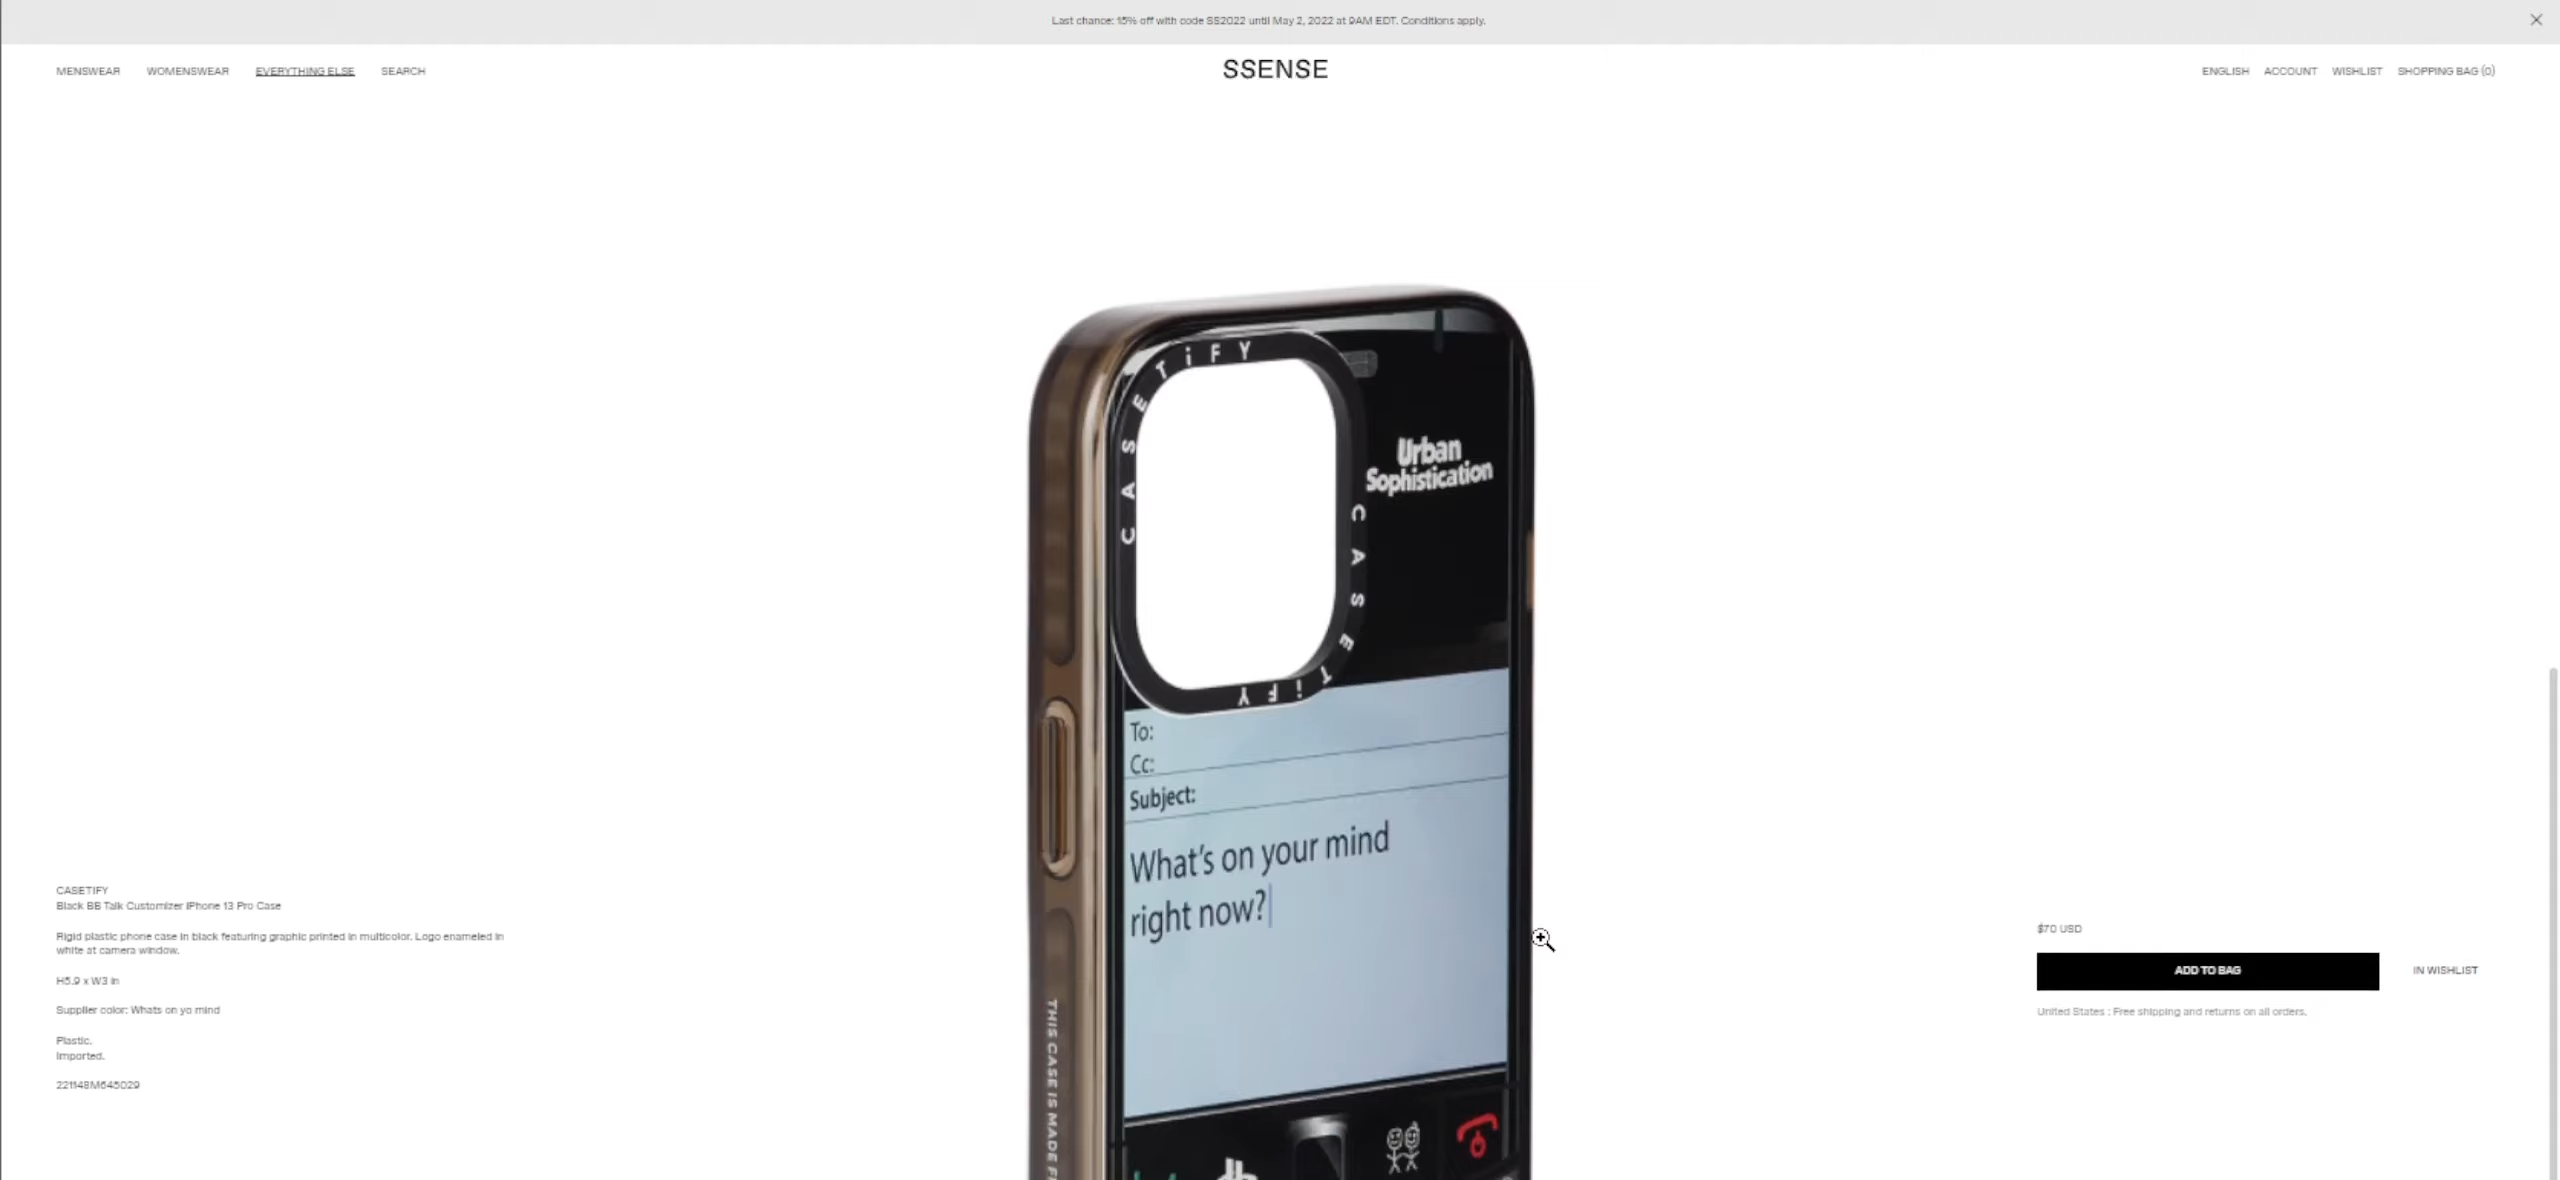 Last chance: 15% off with code SS2022 until May 2, 2022 at 9AM EDT. Conditions apply.
MENSWEAR WOMENSWEAR EVERYTHING ELSE SEARCH SSENSE ENGLISH ACCOUNT WISHLIST SHOPPING BAG (0)
CASETiFY
Urban
Sophistication
CASETiFY
To:
Cc:
Subject:
What's on your mind
right now?
THIS CASE IS MADE
CASETIFY
Black BB Talk Customizer iPhone 13 Pro Case
Rigid plastic phone case in black featuring graphic printed in multicolor. Logo enameled in
white at camera window.
H5.9 x W3 in
Supplier color: Whats on yo mind
Plastic.
Imported.
221148M645029
$70 USD
ADD TO BAG IN WISHLIST
United States : Free shipping and returns on all orders.